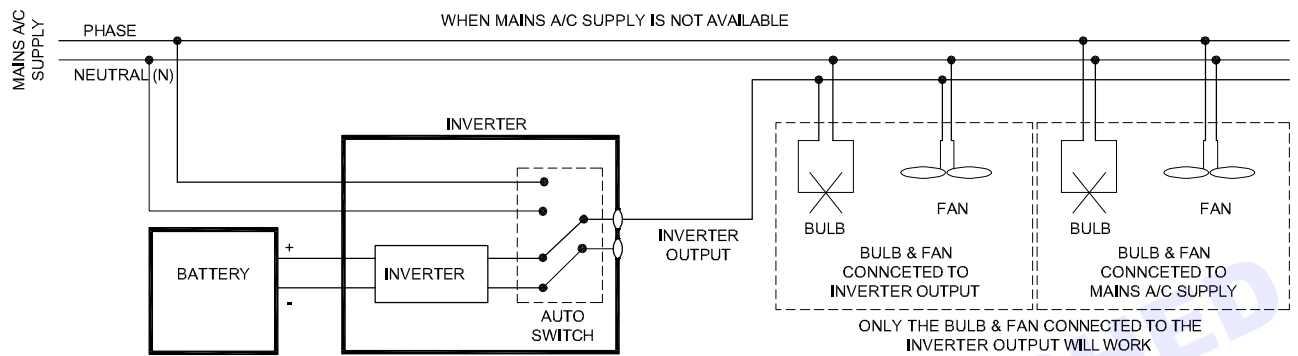 WHEN MAINS A/C SUPPLY IS NOT AVAILABLE
MAINS A/C
SUPPLY
PHASE
NEUTRAL (N)
INVERTER
BATTERY
+
-
INVERTER
AUTO
SWITCH
INVERTER
OUTPUT
BULB
FAN
BULB & FAN
CONNCETED TO
INVERTER OUTPUT
BULB
FAN
BULB & FAN
CONNCETED TO
MAINS A/C SUPPLY
ONLY THE BULB & FAN CONNECTED TO THE
INVERTER OUTPUT WILL WORK